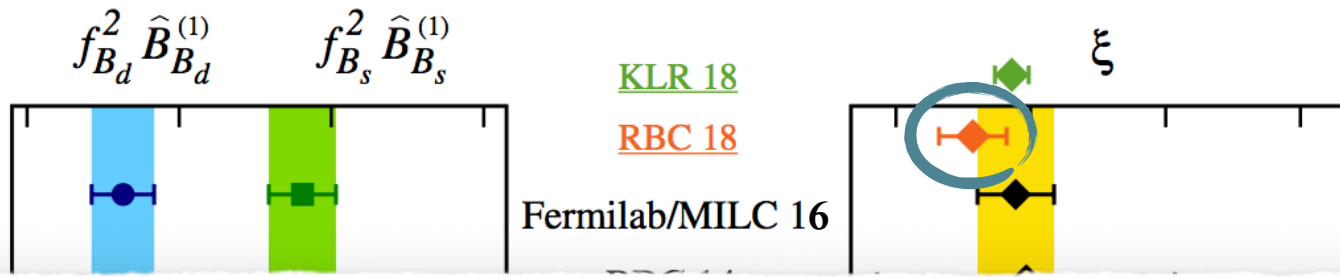 f²_{B_d} B̂^{(1)}_{B_d} f²_{B_s} B̂^{(1)}_{B_s}
KLR 18
ξ
RBC 18
Fermilab/MILC 16